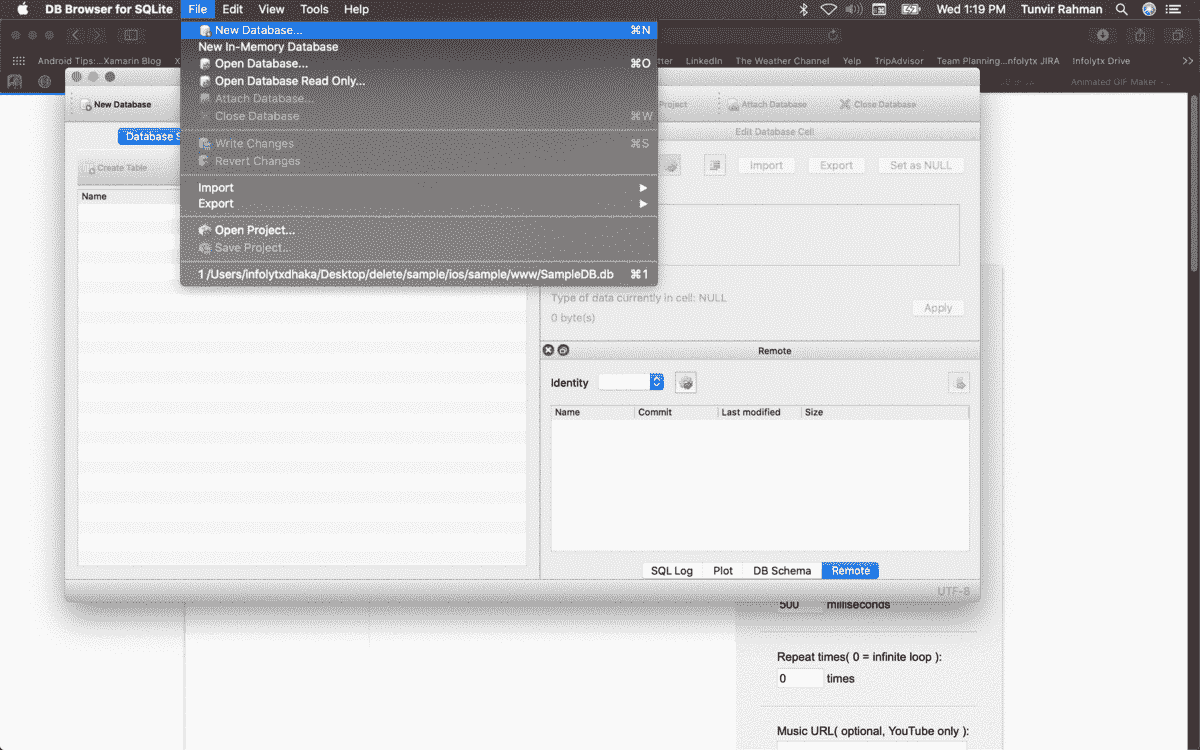 DB Browser for SQLite File Edit View Tools Help Wed 1:19 PM Tunvir Rahman
Android Tips:...Xamarin Blog LinkedIn The Weather Channel Yelp TripAdvisor Team Planning...nfolytx JIRA Infolytx Drive
Animated GIF Maker -
New Database... ⌘N
New In-Memory Database
Open Database... ⌘O
Open Database Read Only...
Attach Database...
Close Database ⌘W
Write Changes ⌘S
Revert Changes
Import
Export
Open Project...
Save Project...
1 /Users/infolytxdhaka/Desktop/delete/sample/ios/sample/www/SampleDB.db ⌘1
New Database Project Attach Database Close Database
Database S
Create Table
Name
Edit Database Cell
Import Export Set as NULL
Type of data currently in cell: NULL
0 byte(s)
Apply
Remote
Identity
Name Commit Last modified Size
SQL Log Plot DB Schema Remote
UTF-8
500 milliseconds
Repeat times( 0 = infinite loop ):
0 times
Music URL( optional, YouTube only ):